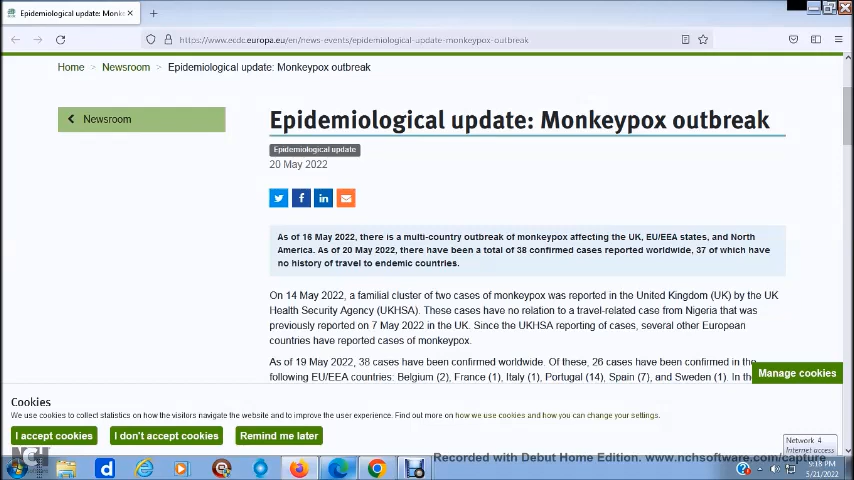 Epidemiological update: Monke
https://www.ecdc.europa.eu/en/news-events/epidemiological-update-monkeypox-outbreak
Home > Newsroom > Epidemiological update: Monkeypox outbreak
Newsroom
Epidemiological update: Monkeypox outbreak
Epidemiological update
20 May 2022
As of 16 May 2022, there is a multi-country outbreak of monkeypox affecting the UK, EU/EEA states, and North
America. As of 20 May 2022, there have been a total of 38 confirmed cases reported worldwide, 37 of which have
no history of travel to endemic countries.
On 14 May 2022, a familial cluster of two cases of monkeypox was reported in the United Kingdom (UK) by the UK
Health Security Agency (UKHSA). These cases have no relation to a travel-related case from Nigeria that was
previously reported on 7 May 2022 in the UK. Since the UKHSA reporting of cases, several other European
countries have reported cases of monkeypox.
As of 19 May 2022, 38 cases have been confirmed worldwide. Of these, 26 cases have been confirmed in the
following EU/EEA countries: Belgium (2), France (1), Italy (1), Portugal (14), Spain (7), and Sweden (1). In the
Manage cookies
Cookies
We use cookies to collect statistics on how the visitors navigate the website and to improve the user experience. Find out more on how we use cookies and how you can change your settings.
I accept cookies
I don't accept cookies
Remind me later
Network 4
Internet access
NCH
Recorded with Debut Home Edition. www.nchsoftware.com/capture
9:18 PM
5/21/2022